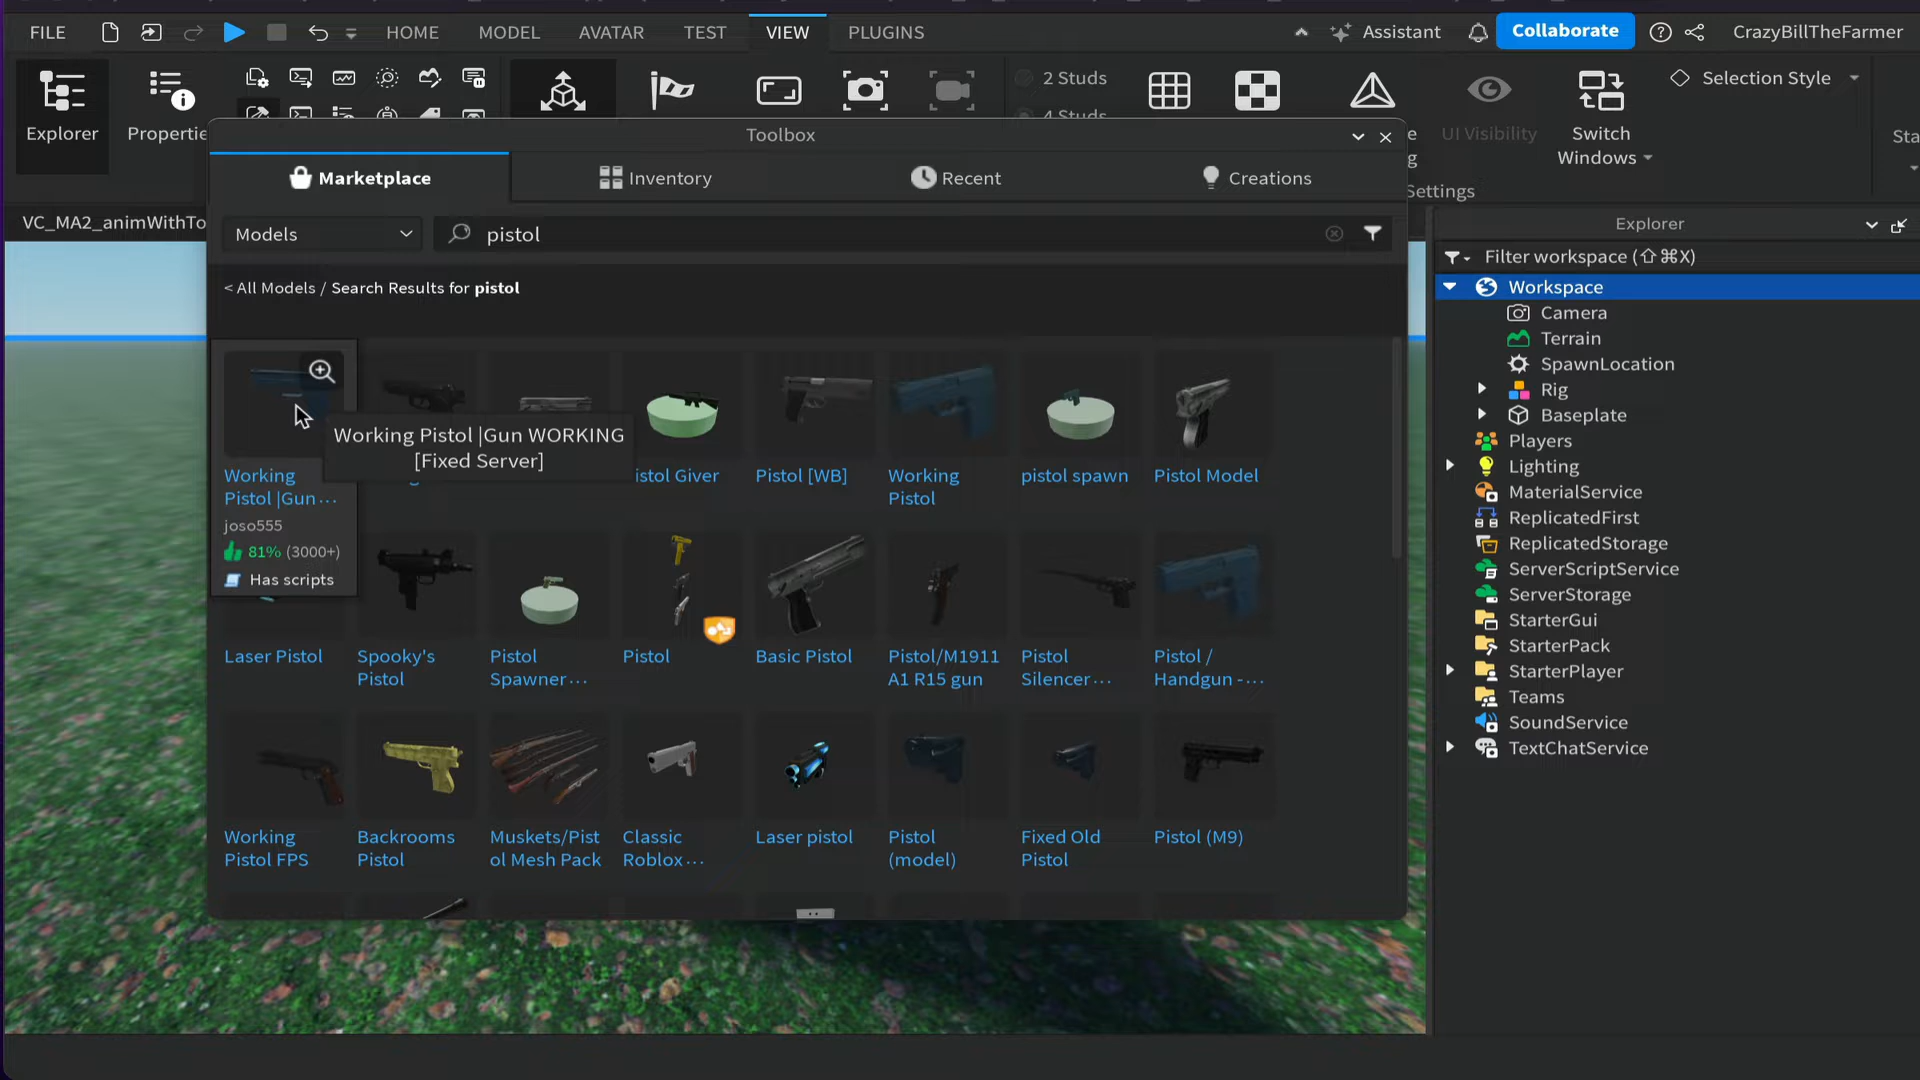 FILE HOME MODEL AVATAR TEST VIEW PLUGINS Assistant Collaborate CrazyBillTheFarmer
2 Studs Selection Style
4 Studs
Explorer Propertie UI Visibility Switch
Windows
Settings
Toolbox
Marketplace Inventory Recent Creations
VC_MA2_animWithTo
Models pistol
< All Models / Search Results for pistol
Working Pistol |Gun WORKING
[Fixed Server]
Working
Pistol |Gun...
joso555
81% (3000+)
Has scripts
istol Giver
Pistol [WB]
Working
Pistol
pistol spawn
Pistol Model
Laser Pistol
Spooky's
Pistol
Pistol
Spawner...
Pistol
Basic Pistol
Pistol/M1911
A1 R15 gun
Pistol
Silencer...
Pistol /
Handgun -...
Working
Pistol FPS
Backrooms
Pistol
Muskets/Pist
ol Mesh Pack
Classic
Roblox...
Laser pistol
Pistol
(model)
Fixed Old
Pistol
Pistol (M9)
Explorer
Filter workspace (⇧⌘X)
Workspace
Camera
Terrain
SpawnLocation
Rig
Baseplate
Players
Lighting
MaterialService
ReplicatedFirst
ReplicatedStorage
ServerScriptService
ServerStorage
StarterGui
StarterPack
StarterPlayer
Teams
SoundService
TextChatService